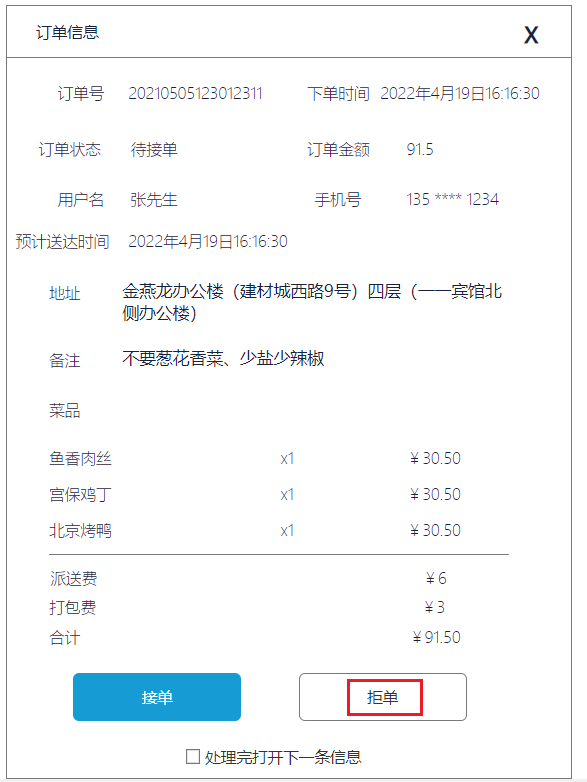 订单信息 X
订单号 20210505123012311 下单时间 2022年4月19日16:16:30
订单状态 待接单 订单金额 91.5
用户名 张先生 手机号 135 **** 1234
预计送达时间 2022年4月19日16:16:30
地址 金燕龙办公楼（建材城西路9号）四层（一一宾馆北
侧办公楼）
备注 不要葱花香菜、少盐少辣椒
菜品
鱼香肉丝 x1 ¥ 30.50
宫保鸡丁 x1 ¥ 30.50
北京烤鸭 x1 ¥ 30.50
派送费 ¥ 6
打包费 ¥ 3
合计 ¥ 91.50
接单 拒单
处理完打开下一条信息